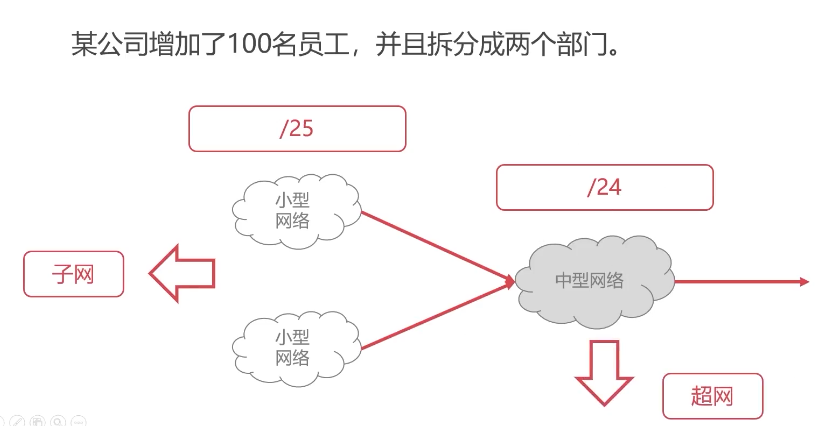 某公司增加了100名员工，并且拆分成两个部门。
/25
/24
小型
网络
子网
中型网络
小型
网络
超网